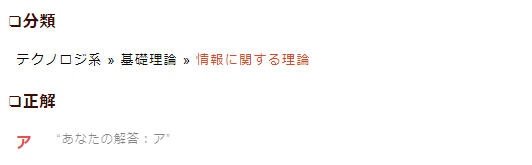 ❏分類
テクノロジ系 » 基礎理論 » 情報に関する理論
❏正解
ア “あなたの解答：ア”